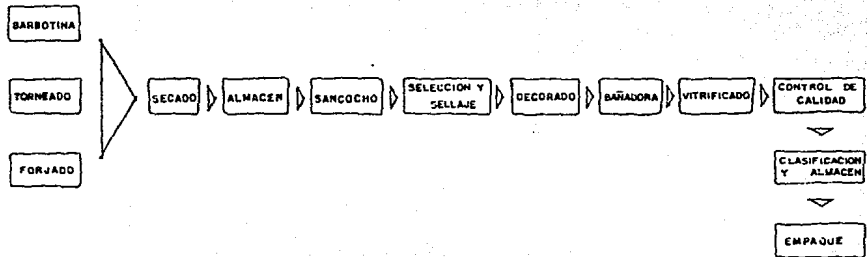 BARBOTINA
TORNEADO
FORJADO
SECADO
ALMACEN
SANCOCHO
SELECCION Y
SELLAJE
DECORADO
BAÑADORA
VITRIFICADO
CONTROL DE
CALIDAD
CLASIFICACION
Y ALMACEN
EMPAQUE